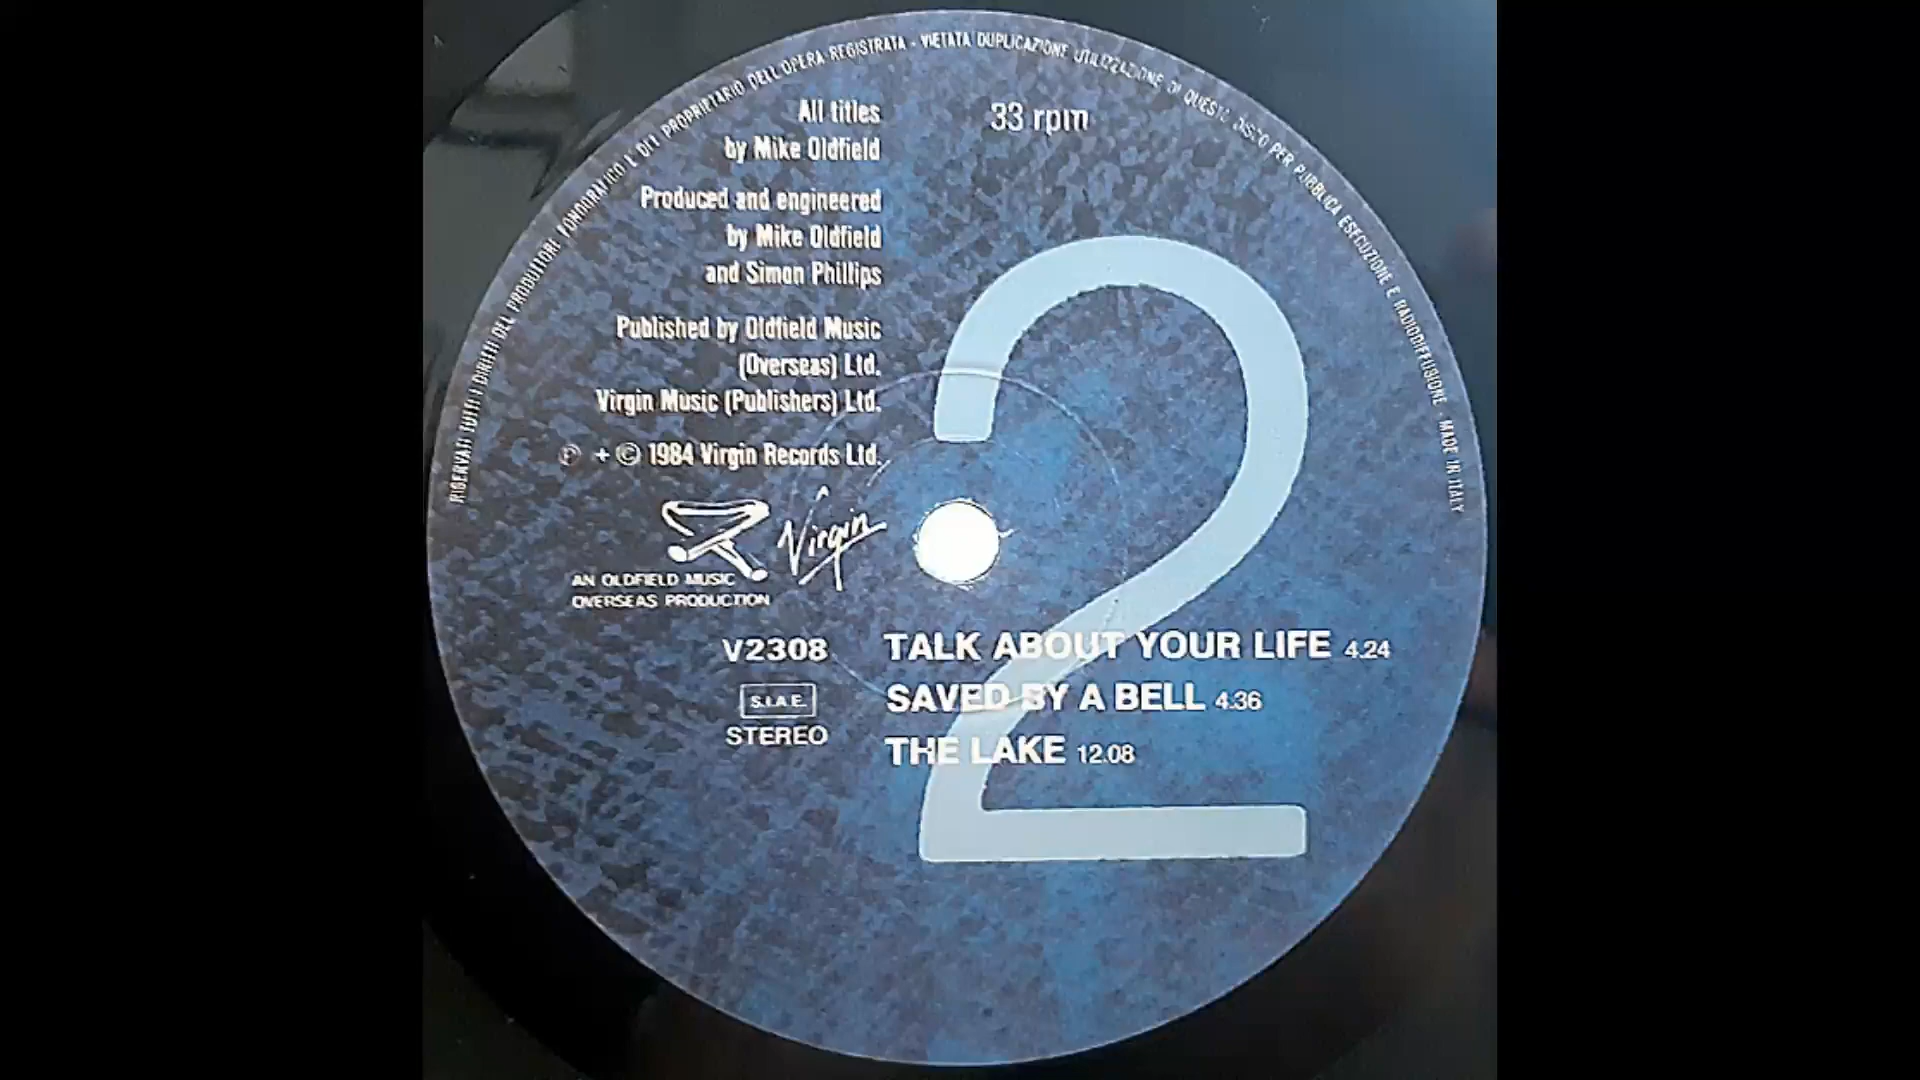 RISERVATI TUTTI I DIRITTI DEL PRODUTTORE FONOGRAFICO E DEL PROPRIETARIO DELL'OPERA REGISTRATA - VIETATA DUPLICAZIONE UTILIZZAZIONE DI QUESTO DISCO PER PUBBLICA ESECUZIONE E RADIODIFFUSIONE - MADE IN ITALY
All titles
by Mike Oldfield
33 rpm
Produced and engineered
by Mike Oldfield
and Simon Phillips
Published by Oldfield Music
(Overseas) Ltd.
Virgin Music (Publishers) Ltd.
℗ + © 1984 Virgin Records Ltd.
Virgin
AN OLDFIELD MUSIC
OVERSEAS PRODUCTION
2
V2308
S.I.A.E.
STEREO
TALK ABOUT YOUR LIFE 4.24
SAVED BY A BELL 4.36
THE LAKE 12.08